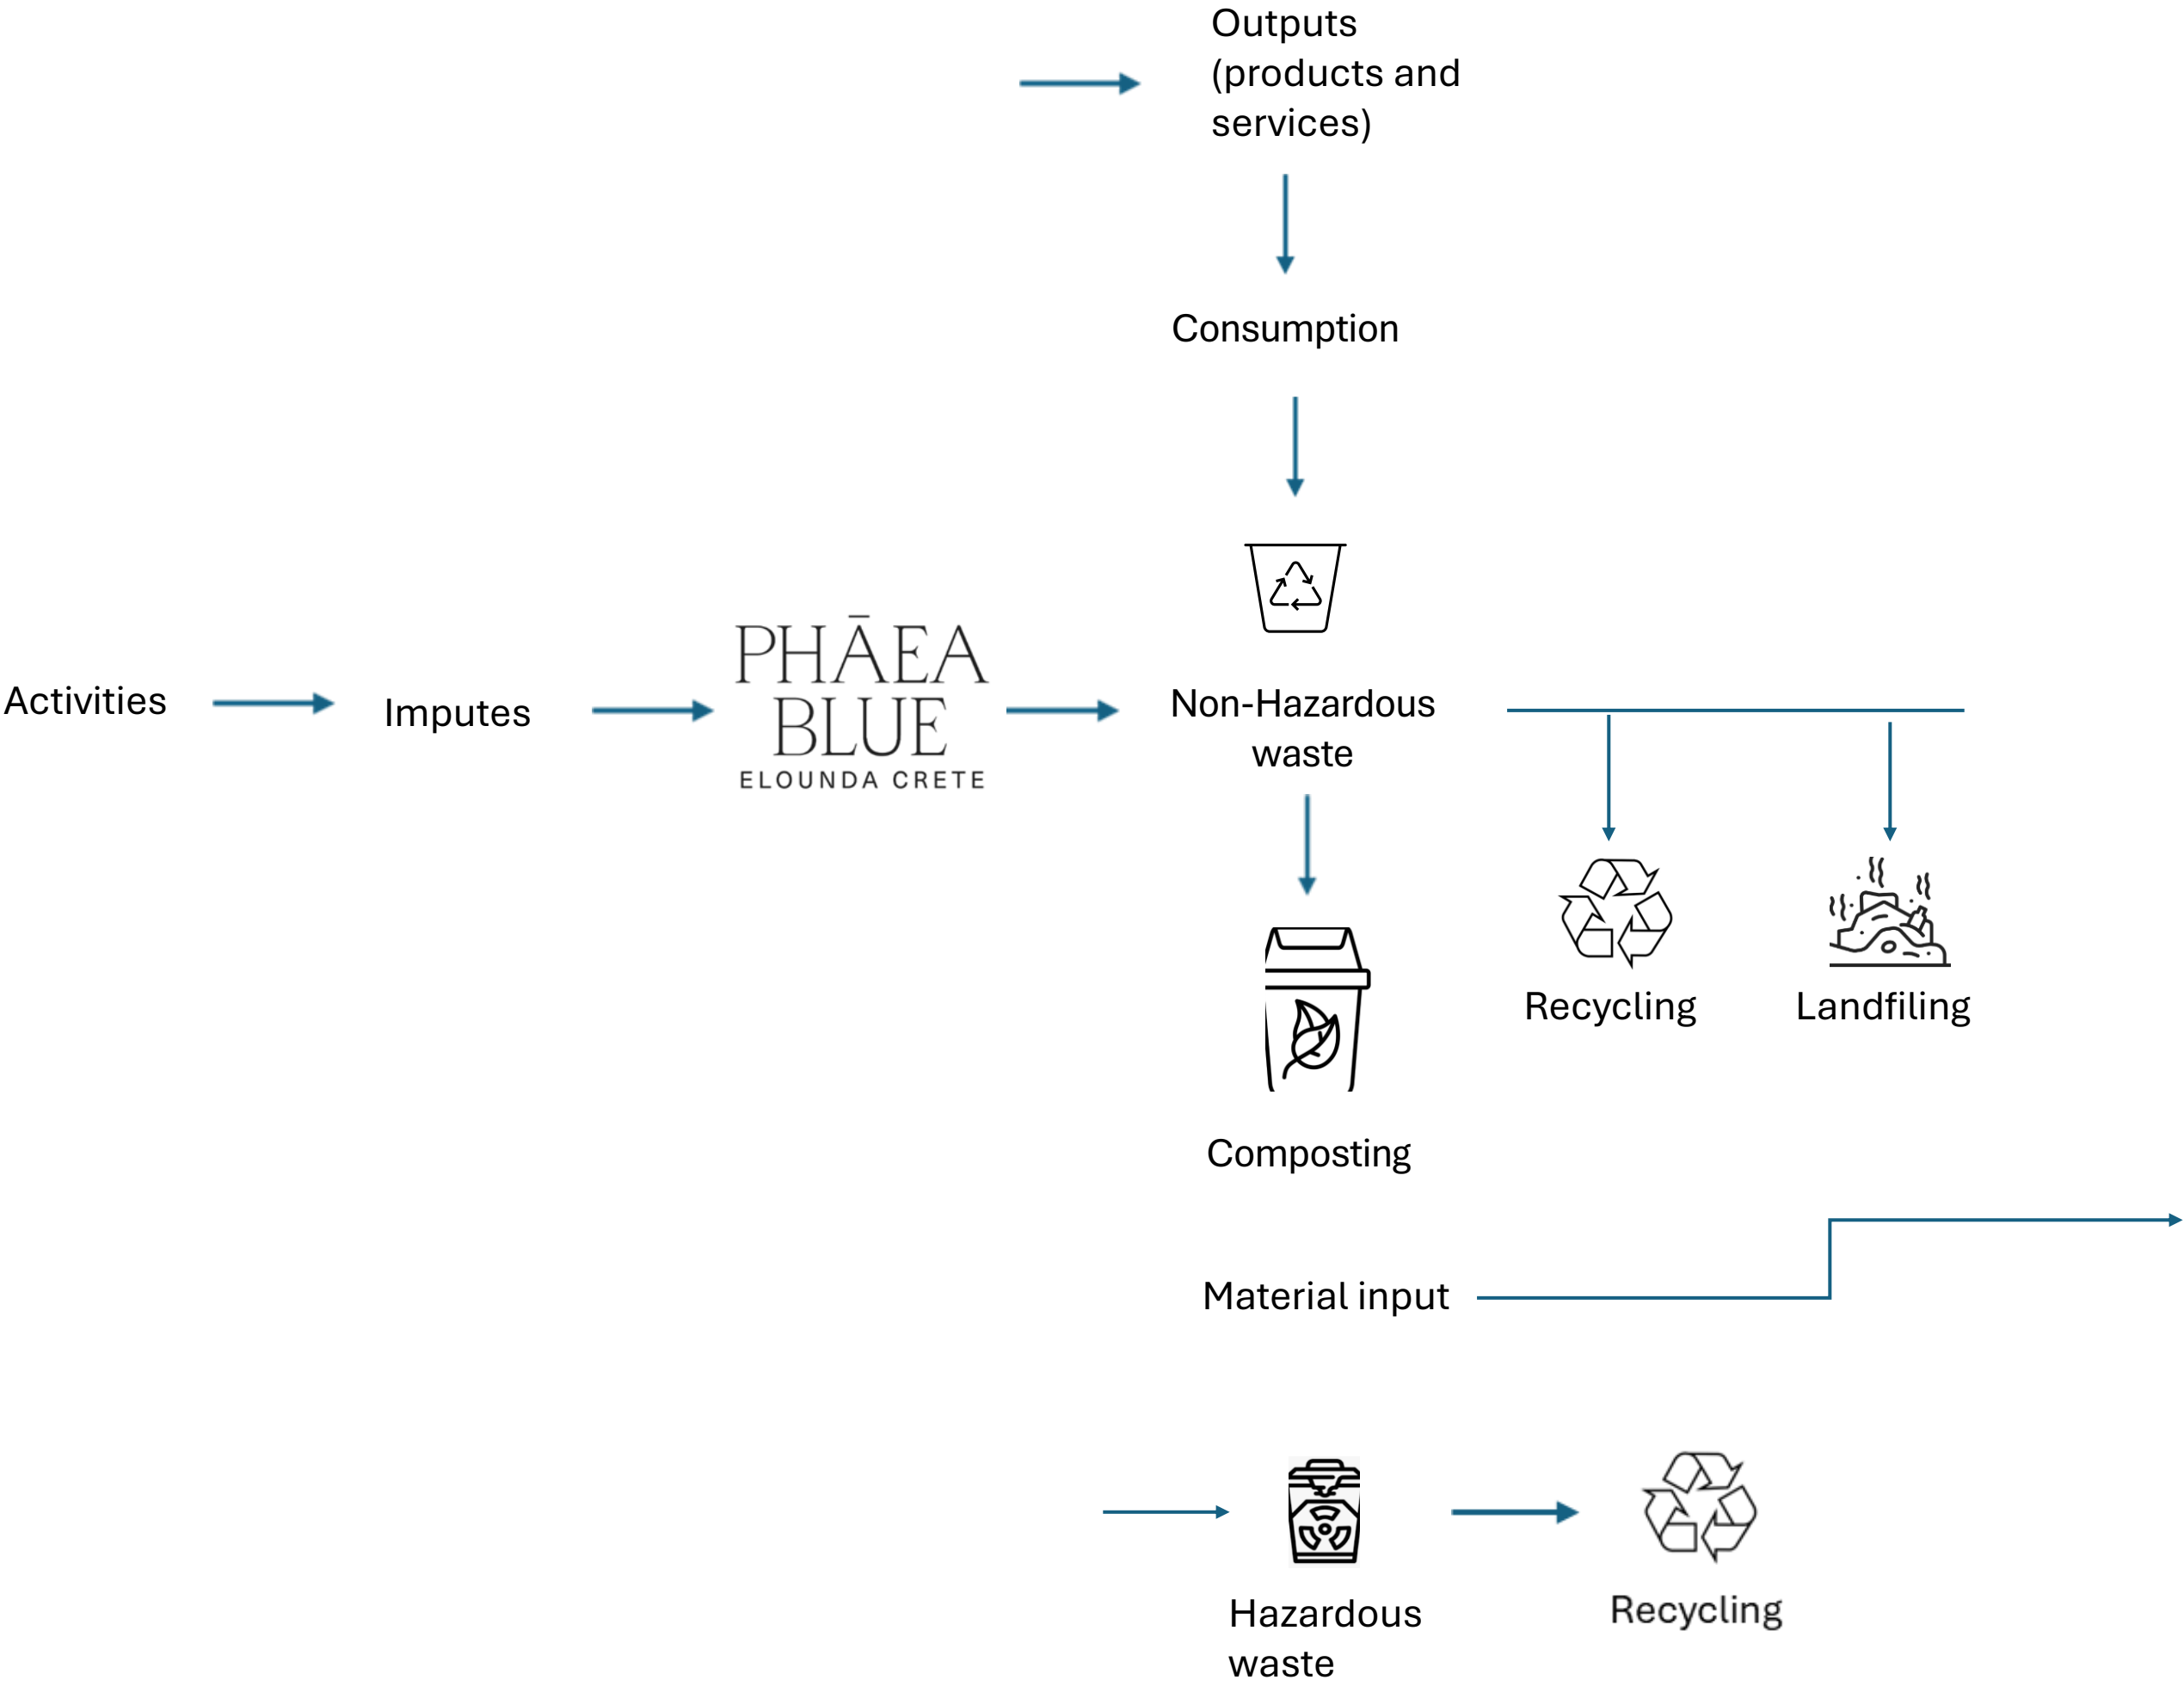 Outputs
(products and
services)
Consumption
Activities
Imputes
PHĀEA
BLUE
ELOUNDA CRETE
Non-Hazardous
waste
Recycling
Landfiling
Composting
Material input
Hazardous
waste
Recycling